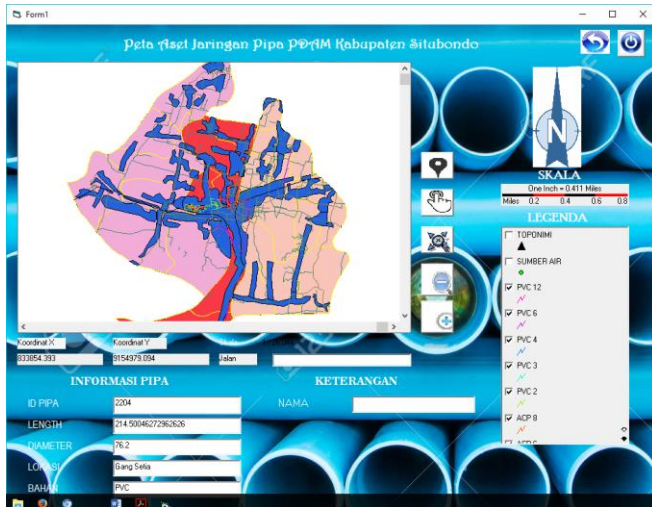 Form1
Peta Aset Jaringan Pipa PDAM Kabupaten Situbondo
N
SKALA
One Inch = 0.411 Miles
Miles 0.2 0.4 0.6 0.8
LEGENDA
TOPONIMI
SUMBER AIR
PVC 12
PVC 6
PVC 4
PVC 3
PVC 2
ACP 8
Koordinat X
Koordinat Y
833854.393
9154979.094
Jalan
INFORMASI PIPA
KETERANGAN
ID PIPA
2204
NAMA
LENGTH
214.50046272962626
DIAMETER
76.2
LOKASI
Gang Setia
BAHAN
PVC